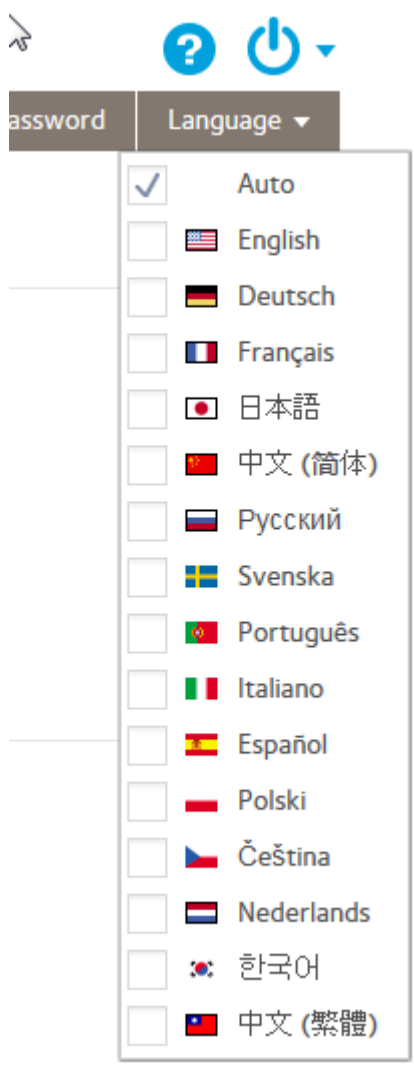 ?
assword Language
Auto
English
Deutsch
Français
日本語
中文 (简体)
Русский
Svenska
Português
Italiano
Español
Polski
Čeština
Nederlands
한국어
中文 (繁體)